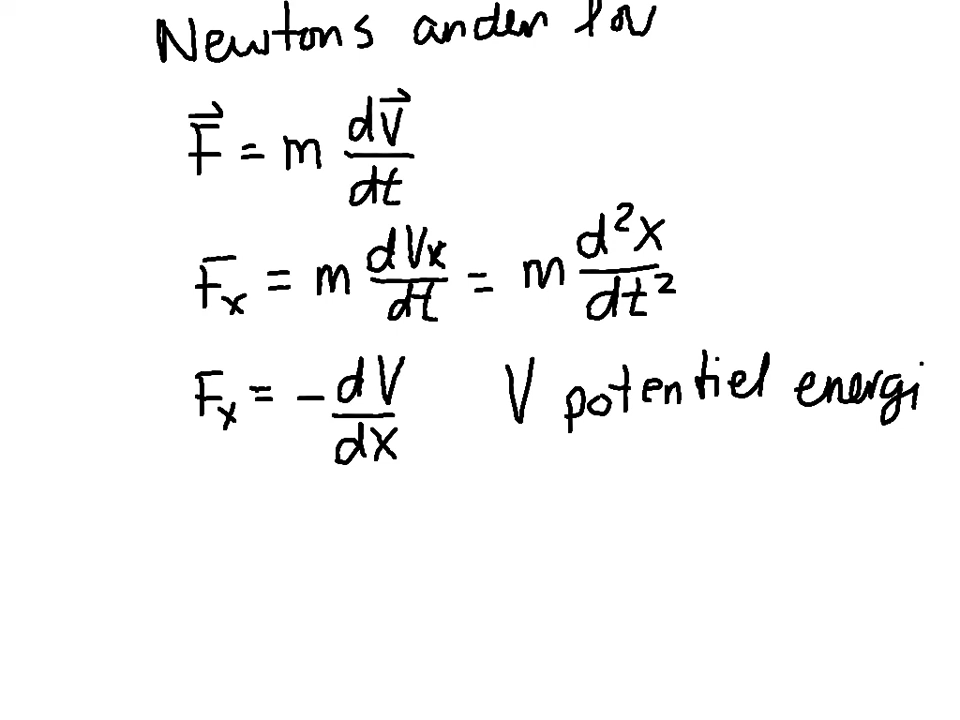 Newtons anden lov
F⃗ = m dv⃗/dt
Fx = m dVx/dt = m d²x/dt²
Fx = - dV/dx V potentiel energi